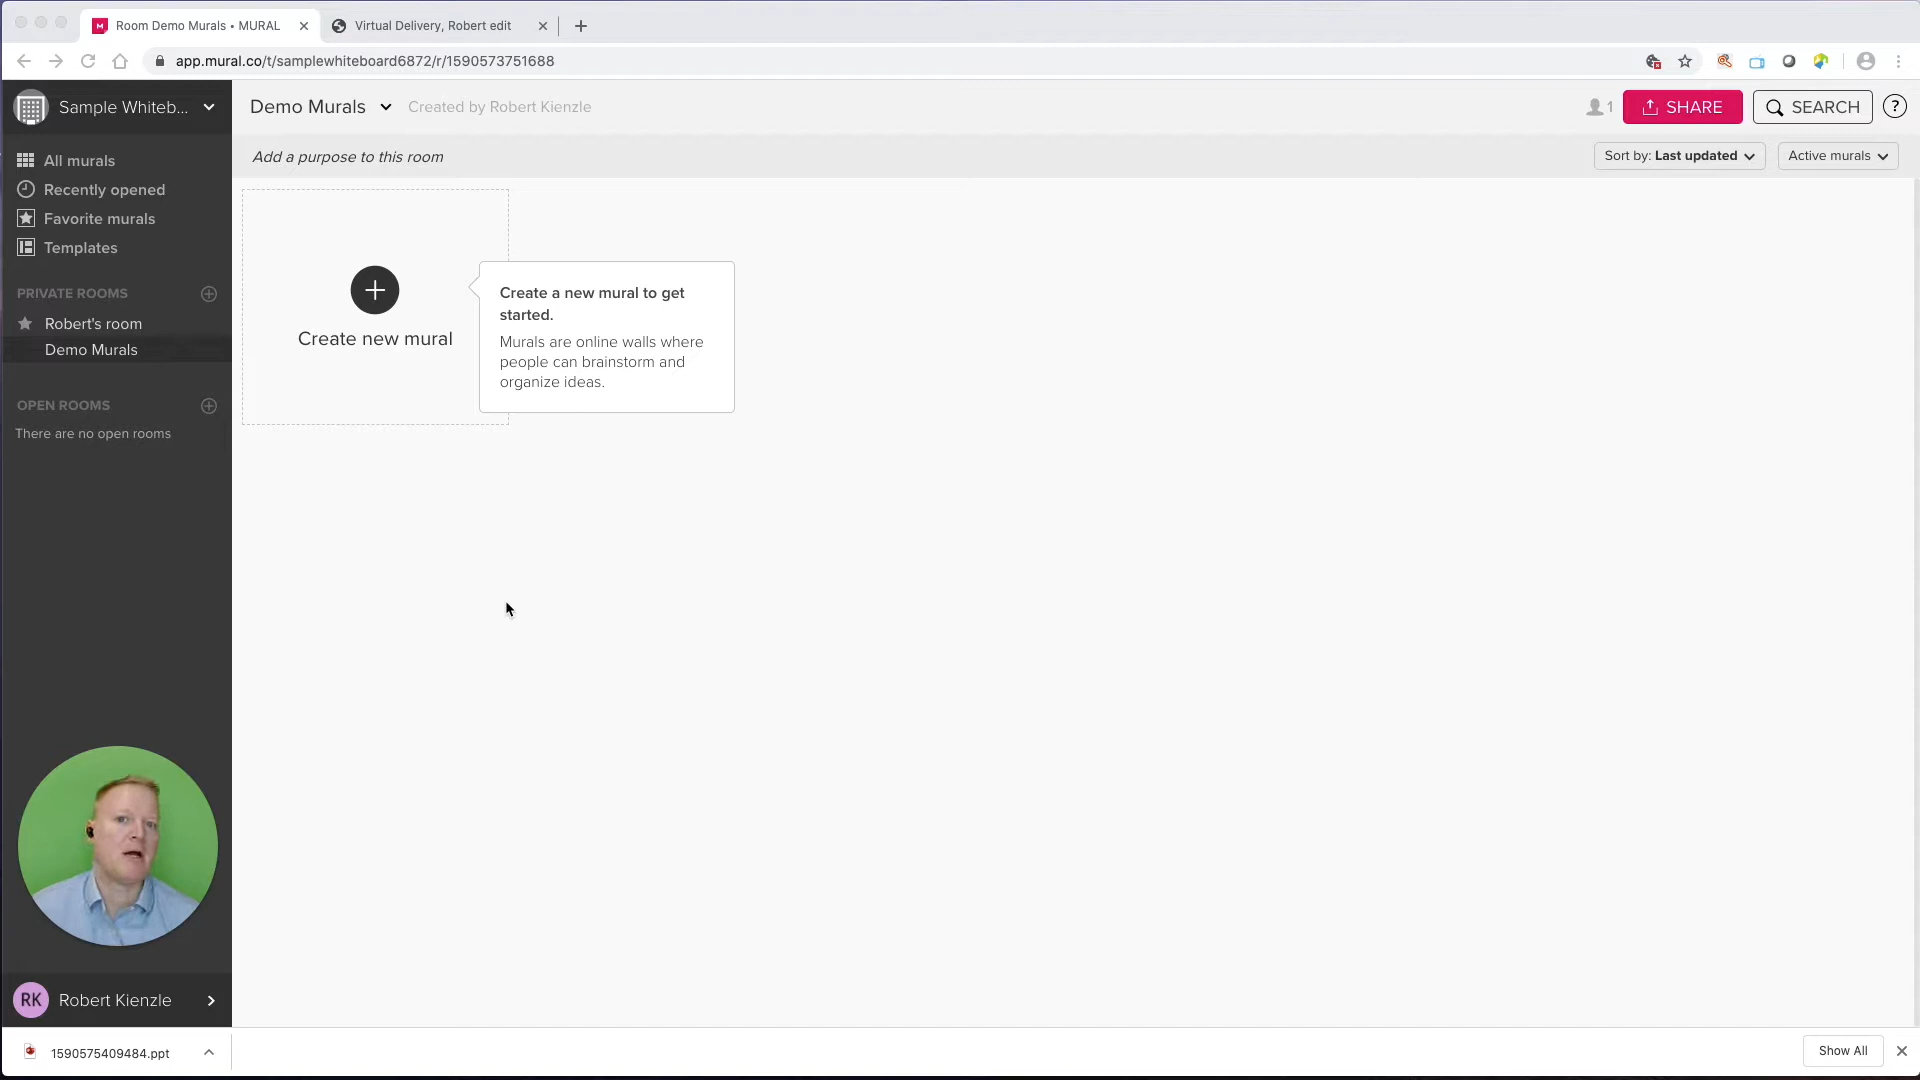 Room Demo Murals • MURAL
Virtual Delivery, Robert edit
app.mural.co/t/samplewhiteboard6872/r/1590573751688
Sample Whiteb...
Demo Murals
Created by Robert Kienzle
1
SHARE
SEARCH
?
Add a purpose to this room
Sort by: Last updated
Active murals
All murals
Recently opened
Favorite murals
Templates
PRIVATE ROOMS
Robert's room
Demo Murals
OPEN ROOMS
There are no open rooms
Create new mural
Create a new mural to get
started.
Murals are online walls where
people can brainstorm and
organize ideas.
RK
Robert Kienzle
1590575409484.ppt
Show All